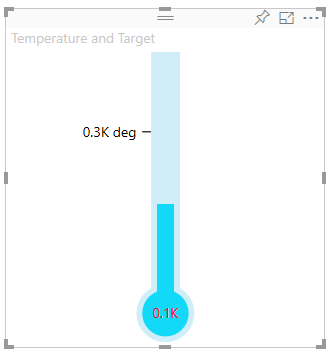 Temperature and Target
0.3K deg
0.1K